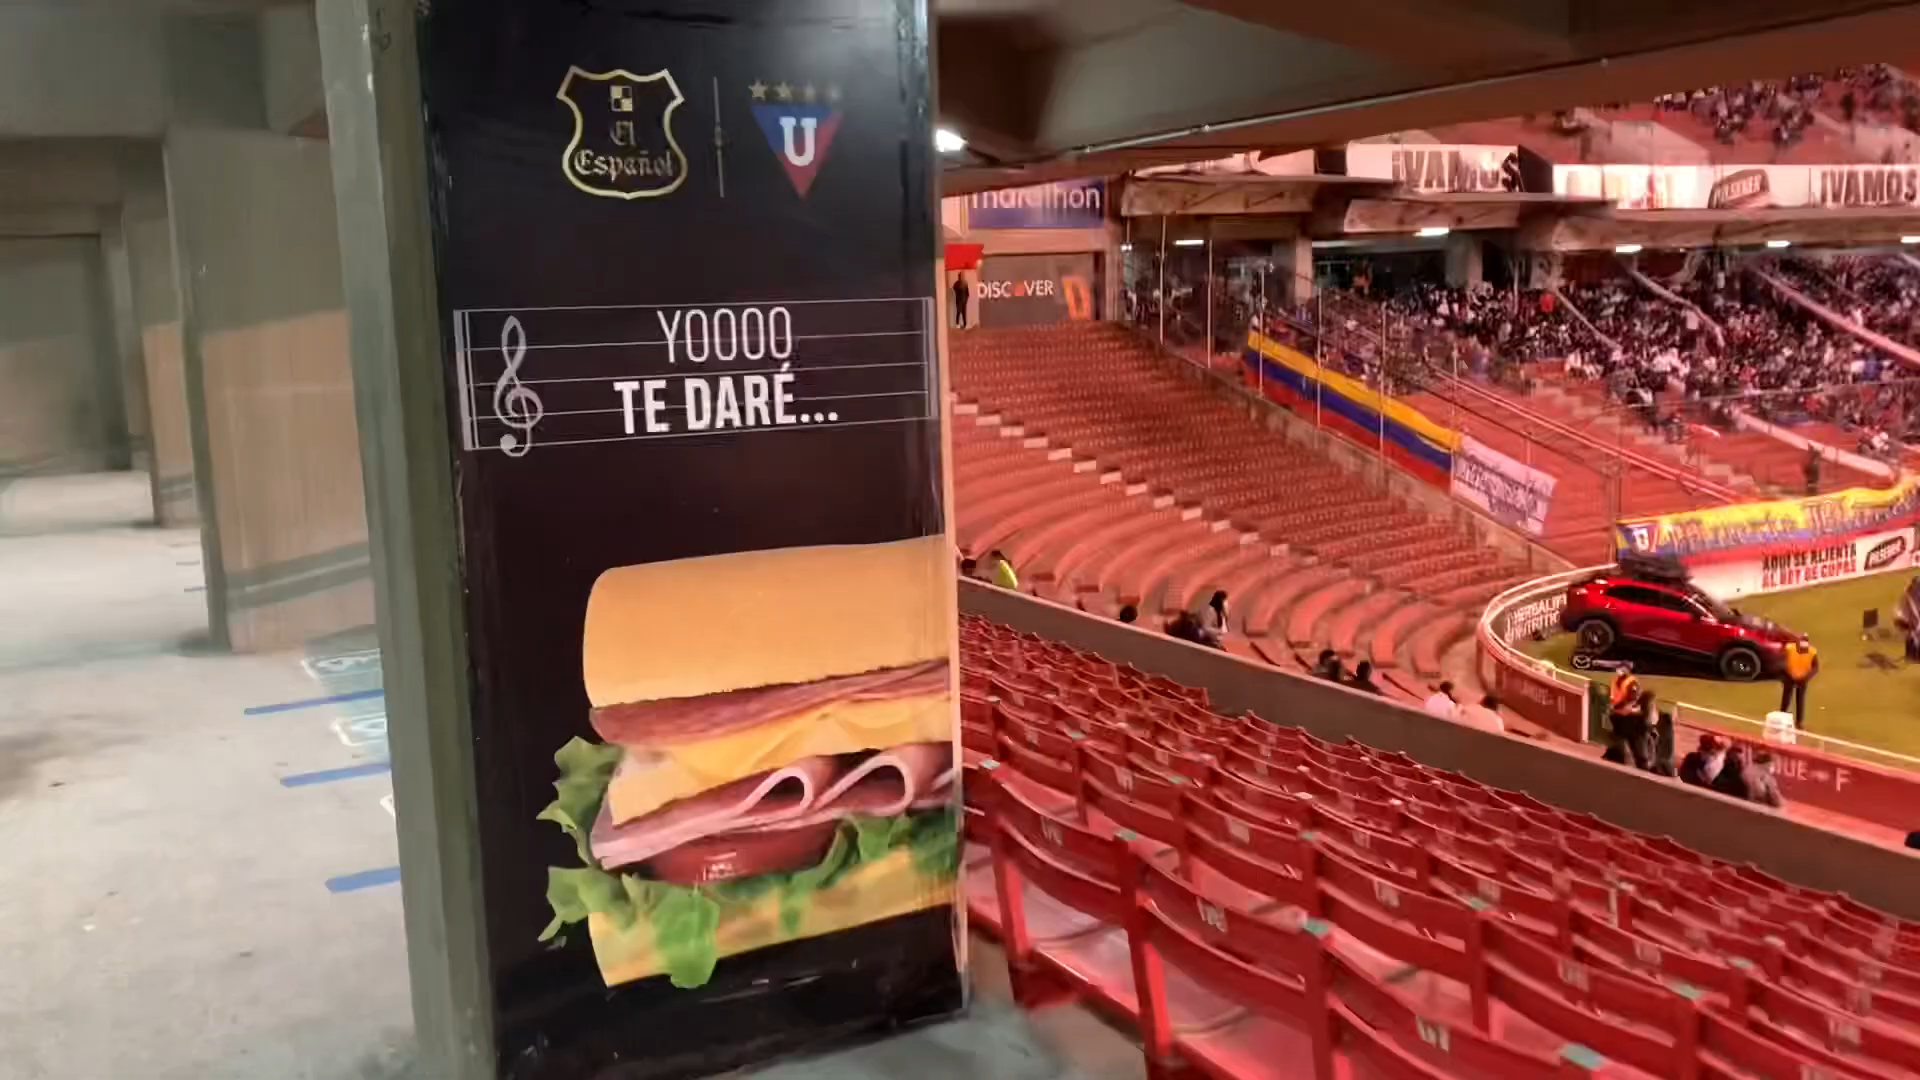 El
Español
U
YOOOO
TE DARÉ...
marathon
DISCOVER D
¡VAMOS
PILSENER
¡VAMOS
U
AQUÍ SE ALIENTA
AL REY DE COPAS
PILSENER
HERBALIFE
NUTRITION
F